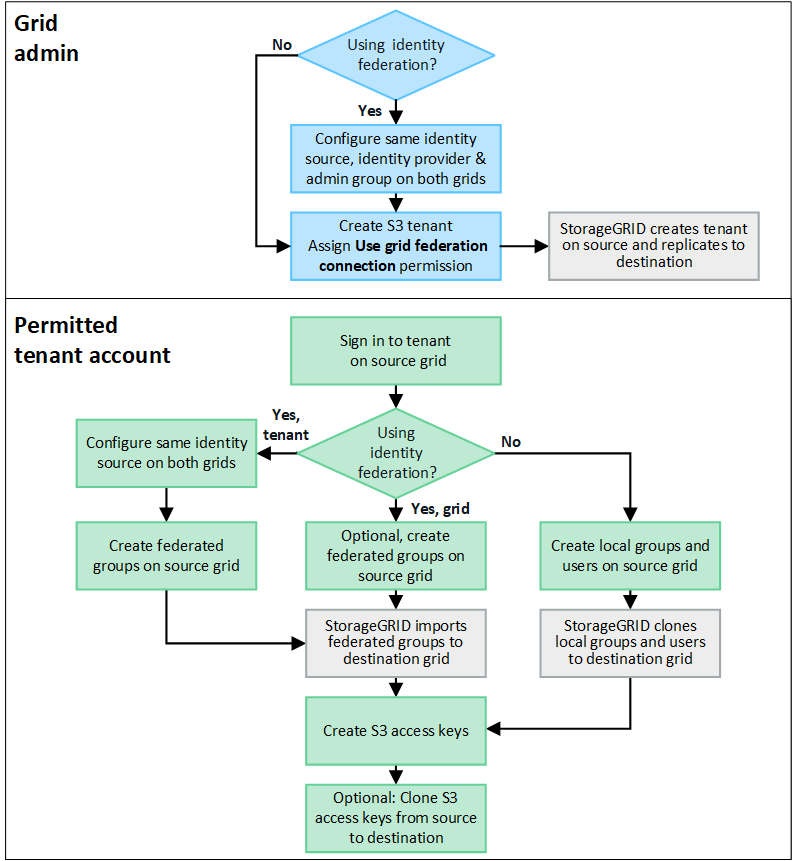 Grid
admin
No
Using identity
federation?
Yes
Configure same identity
source, identity provider &
admin group on both grids
Create S3 tenant
Assign Use grid federation
connection permission
StorageGRID creates tenant
on source and replicates to
destination
Permitted
tenant account
Sign in to tenant
on source grid
Yes,
tenant
Using
identity
federation?
No
Configure same identity
source on both grids
Yes, grid
Create federated
groups on source grid
Optional, create
federated groups on
source grid
Create local groups and
users on source grid
StorageGRID imports
federated groups to
destination grid
StorageGRID clones
local groups and users
to destination grid
Create S3 access keys
Optional: Clone S3
access keys from source
to destination